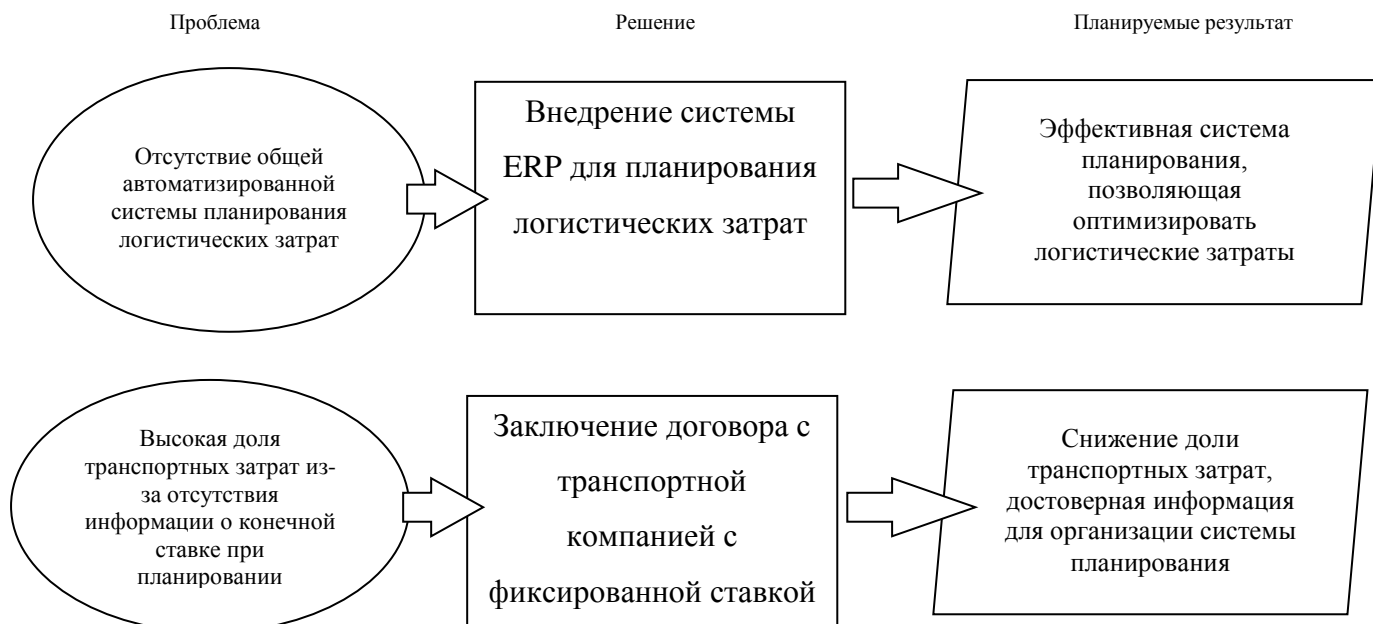 Проблема
Решение
Планируемые результат
Отсутствие общей
автоматизированной
системы планирования
логистических затрат
Внедрение системы
ERP для планирования
логистических затрат
Эффективная система
планирования,
позволяющая
оптимизировать
логистические затраты
Высокая доля
транспортных затрат из-
за отсутствия
информации о конечной
ставке при
планировании
Заключение договора с
транспортной
компанией с
фиксированной ставкой
Снижение доли
транспортных затрат,
достоверная информация
для организации системы
планирования